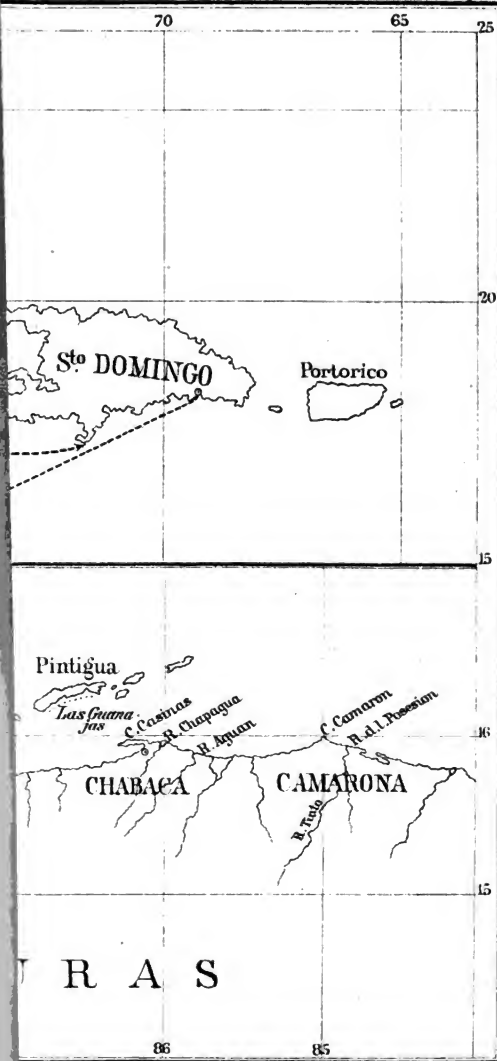 70 65
25
20
Sto DOMINGO
Portorico
15
Pintigua
Las Guana
jas
C. Casinas
R. Chapagua
R. Aguan
C. Camaron
R. d. l. Posesion
16
CHABACA
CAMARONA
R. Tinto
15
R A S
86 85